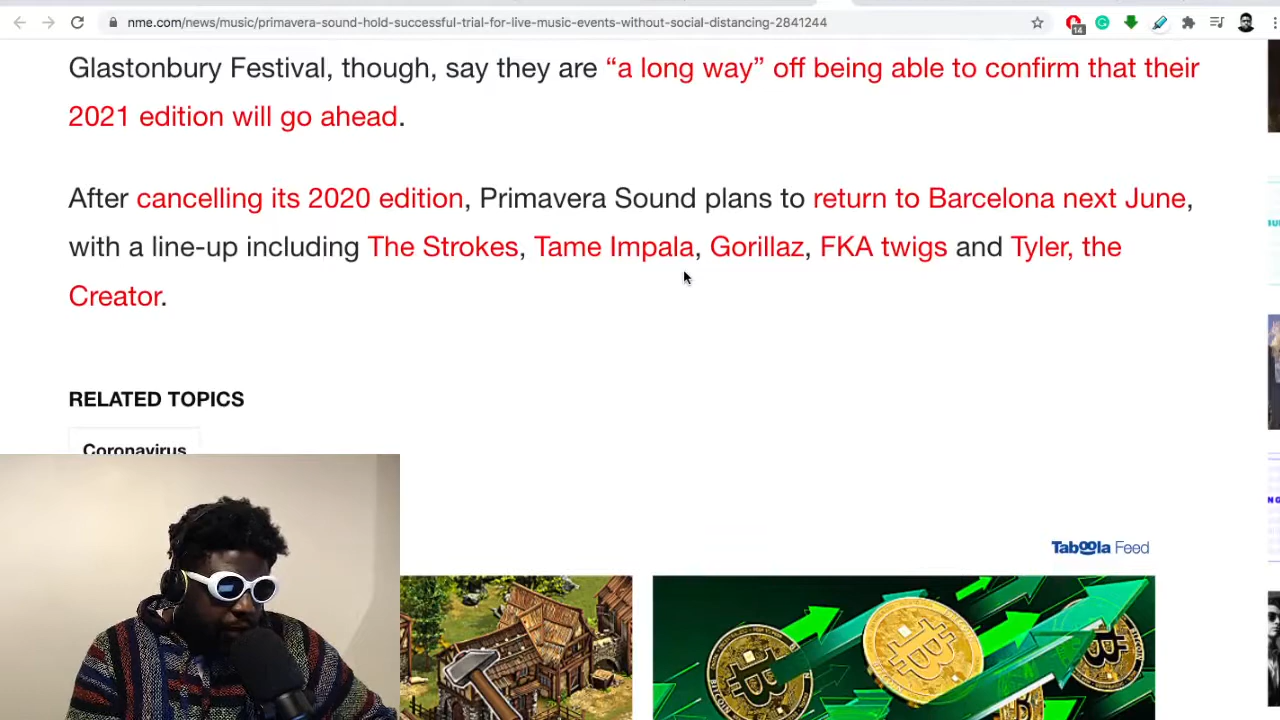 nme.com/news/music/primavera-sound-hold-successful-trial-for-live-music-events-without-social-distancing-2841244
14
Glastonbury Festival, though, say they are “a long way” off being able to confirm that their
2021 edition will go ahead.
After cancelling its 2020 edition, Primavera Sound plans to return to Barcelona next June,
with a line-up including The Strokes, Tame Impala, Gorillaz, FKA twigs and Tyler, the
Creator.
RELATED TOPICS
Coronavirus
Taboola Feed